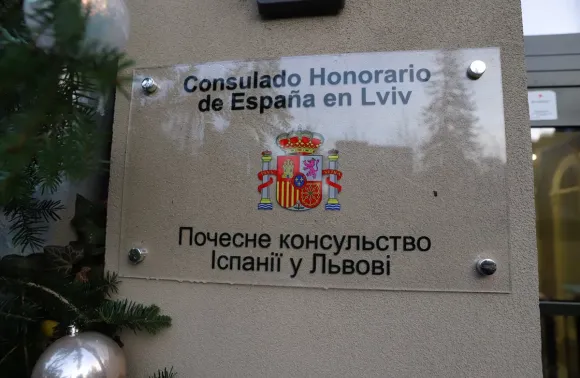 Consulado Honorario
de España en Lviv
Почесне консульство
Іспанії у Львові